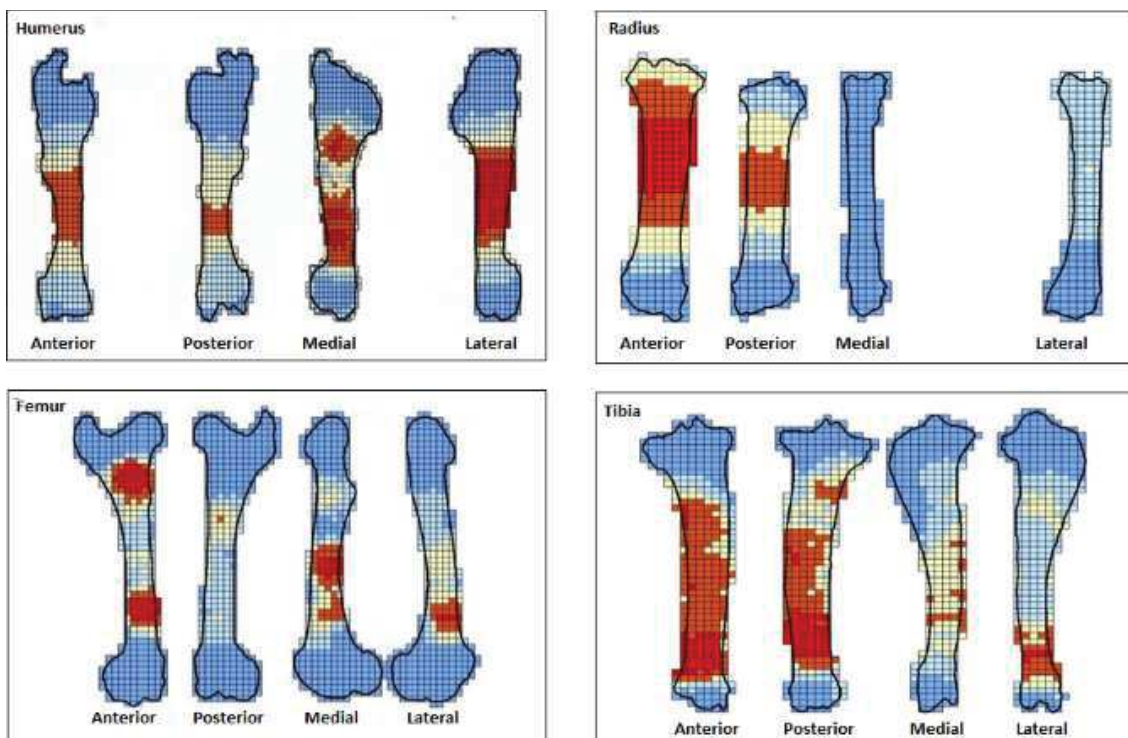 Humerus
Anterior Posterior Medial Lateral
Radius
Anterior Posterior Medial Lateral
Femur
Anterior Posterior Medial Lateral
Tibia
Anterior Posterior Medial Lateral